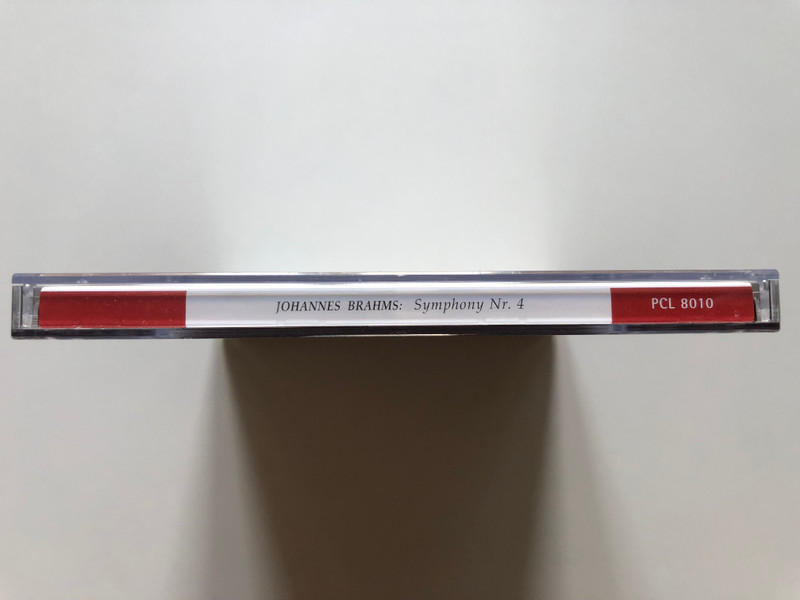 JOHANNES BRAHMS: Symphony Nr. 4 PCL 8010